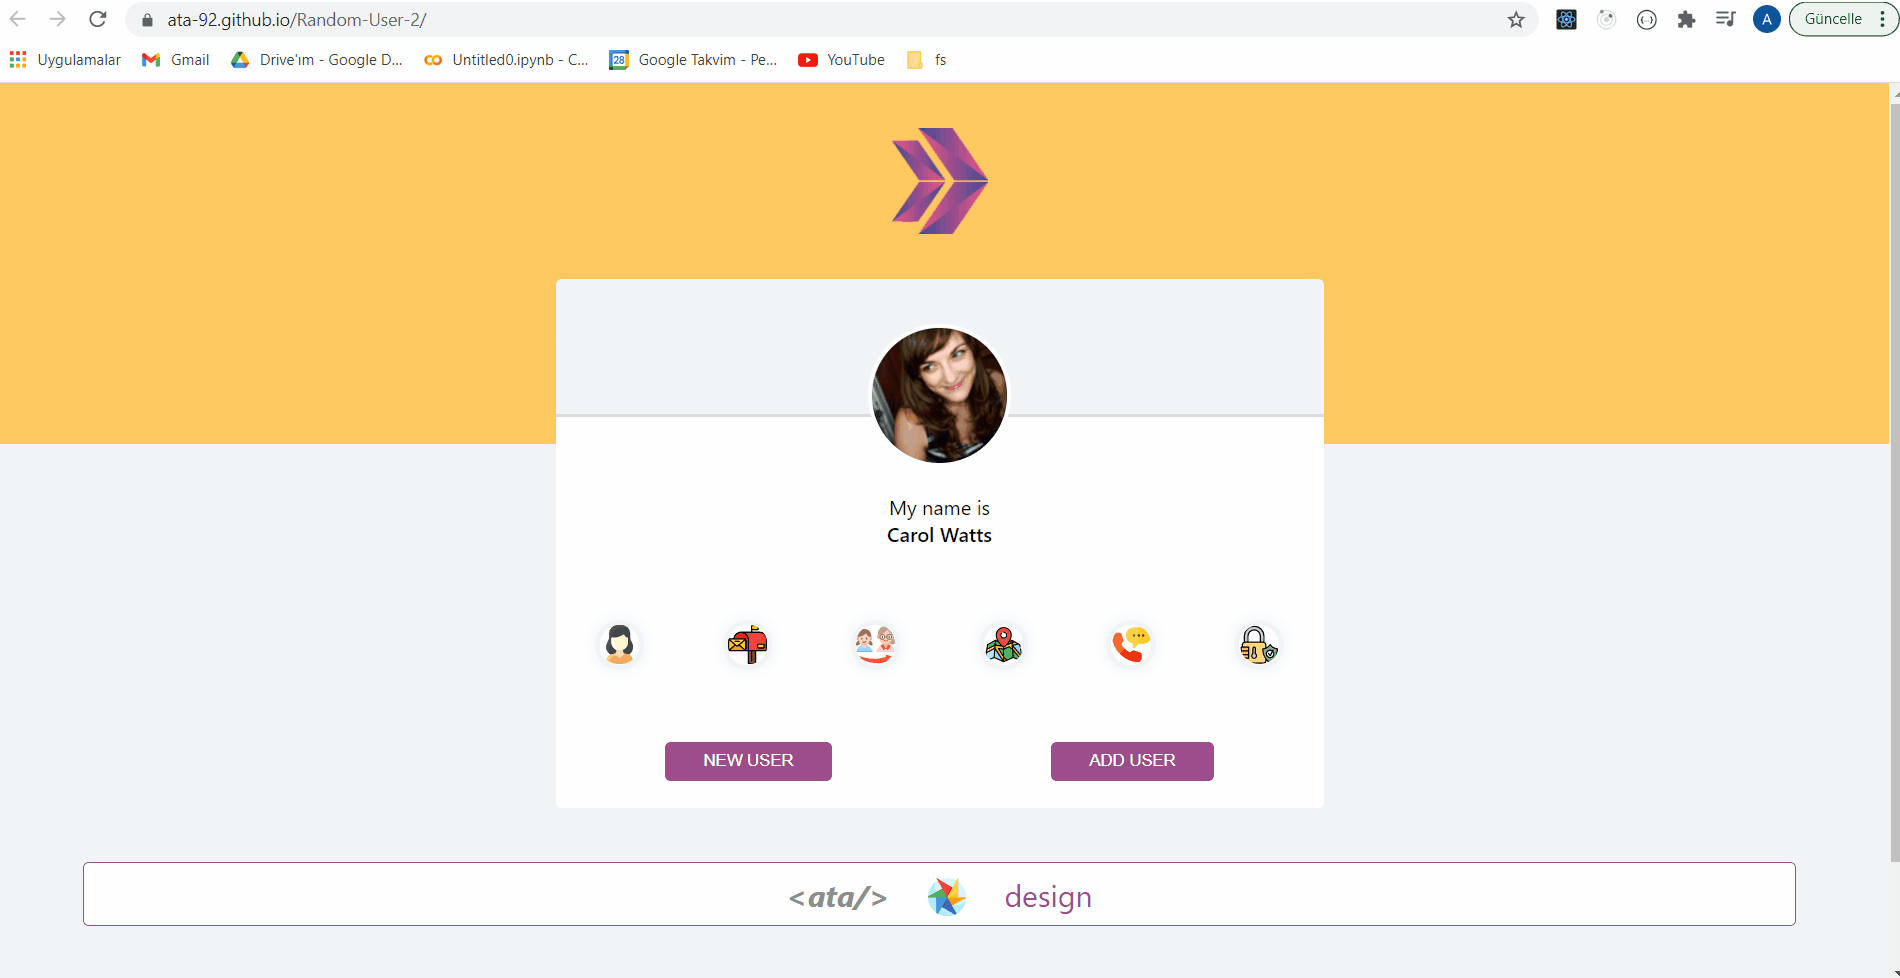 ata-92.github.io/Random-User-2/
A
Güncelle
Uygulamalar
Gmail
Drive'ım - Google D...
Untitled0.ipynb - C...
28
Google Takvim - Pe...
YouTube
fs
My name is
Carol Watts
NEW USER
ADD USER
<ata/>
design